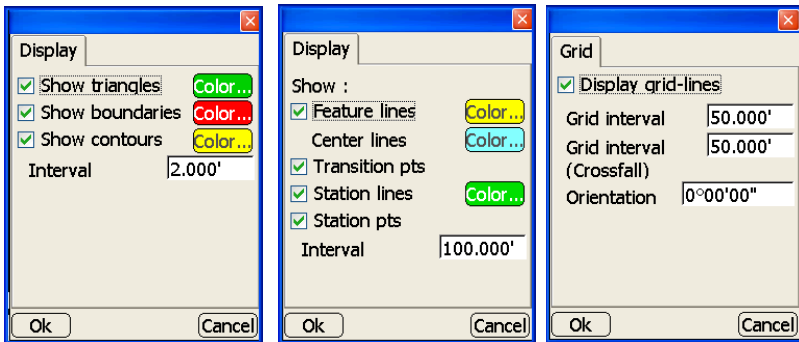 Display
Show triangles Color...
Show boundaries Color...
Show contours Color...
Interval 2.000'
Ok Cancel
Display
Show :
Feature lines Color...
Center lines Color...
Transition pts
Station lines Color...
Station pts
Interval 100.000'
Ok Cancel
Grid
Display grid-lines
Grid interval 50.000'
Grid interval 50.000'
(Crossfall)
Orientation 0°00'00"
Ok Cancel